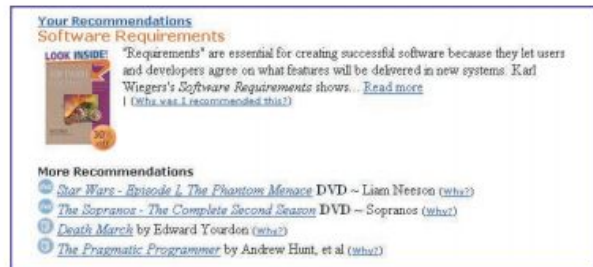 Your Recommendations
Software Requirements
LOOK INSIDE!
"Requirements" are essential for creating successful software because they let users
and developers agree on what features will be delivered in new systems. Karl
Wiegers's Software Requirements shows... Read more
| (Why was I recommended this?)
30%
off
More Recommendations
Star Wars - Episode I, The Phantom Menace DVD ~ Liam Neeson (Why?)
The Sopranos - The Complete Second Season DVD ~ Sopranos (Why?)
Death March by Edward Yourdon (Why?)
The Pragmatic Programmer by Andrew Hunt, et al (Why?)